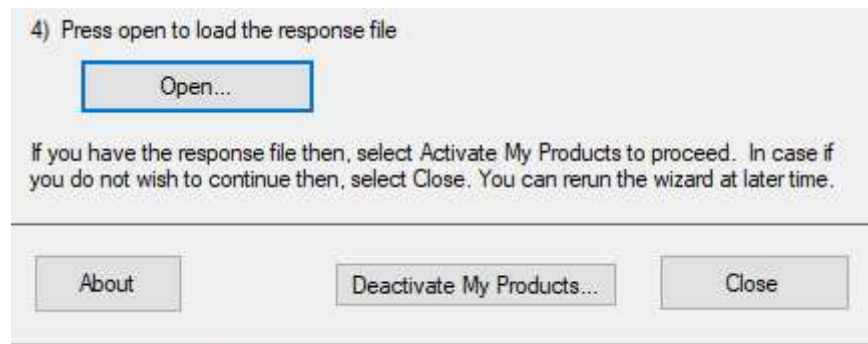 4) Press open to load the response file
Open...
If you have the response file then, select Activate My Products to proceed. In case if
you do not wish to continue then, select Close. You can rerun the wizard at later time.
About
Deactivate My Products...
Close